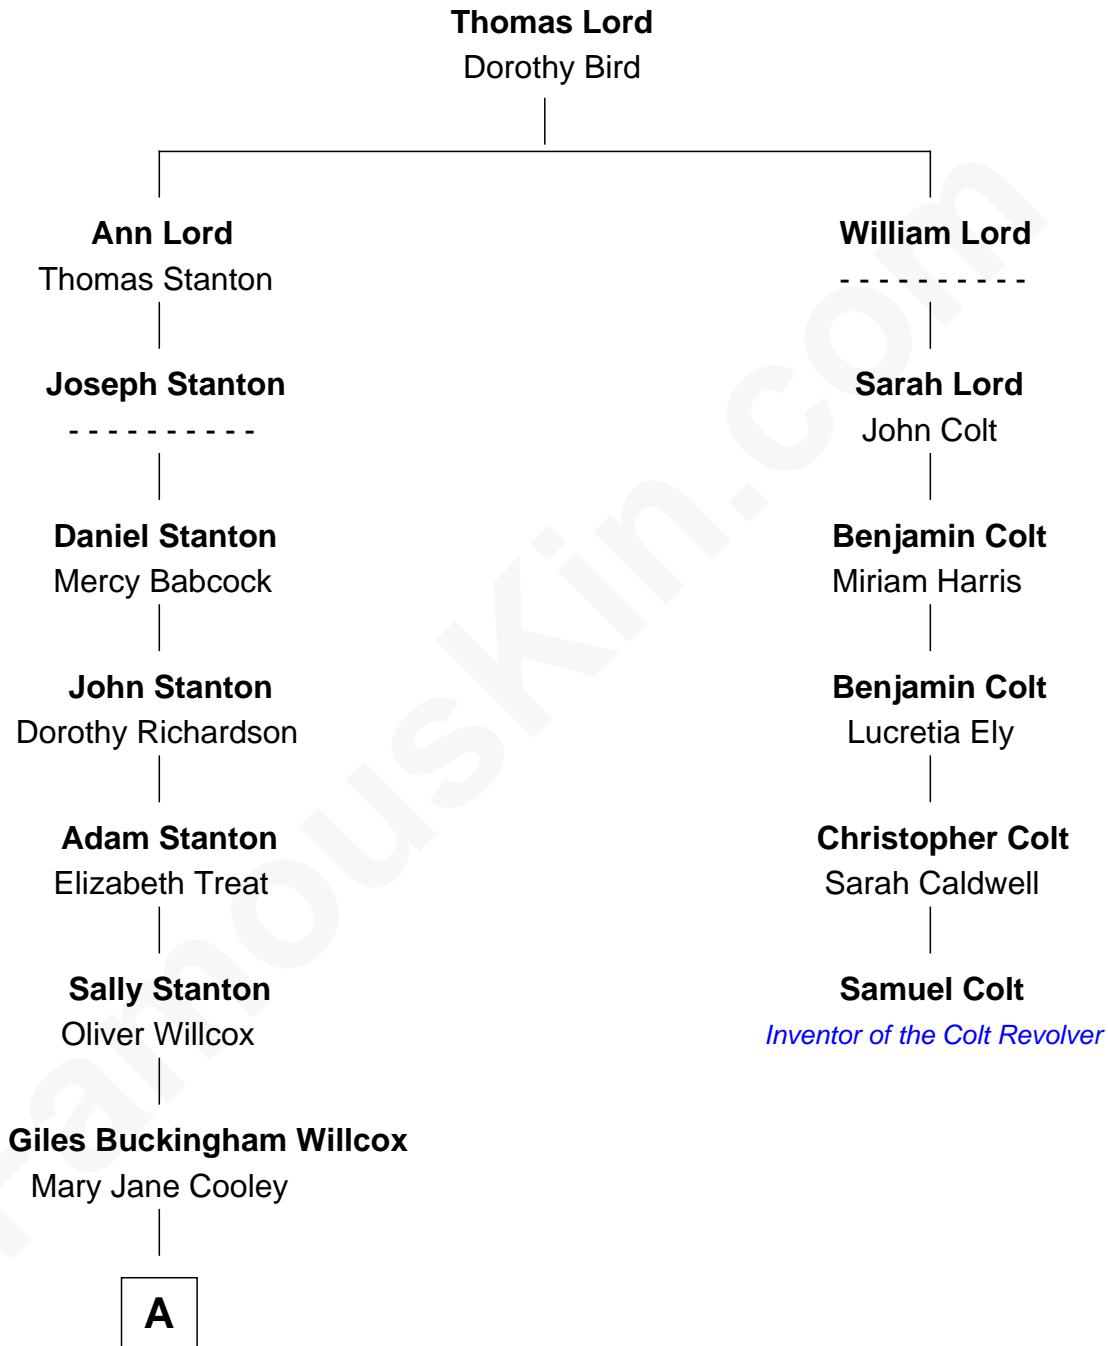 Thomas Lord
Dorothy Bird
Ann Lord
Thomas Stanton
Joseph Stanton
- - - - - - - - - -
Daniel Stanton
Mercy Babcock
John Stanton
Dorothy Richardson
Adam Stanton
Elizabeth Treat
Sally Stanton
Oliver Willcox
Giles Buckingham Willcox
Mary Jane Cooley
A
William Lord
- - - - - - - - - -
Sarah Lord
John Colt
Benjamin Colt
Miriam Harris
Benjamin Colt
Lucretia Ely
Christopher Colt
Sarah Caldwell
Samuel Colt
Inventor of the Colt Revolver
FamousKin.com